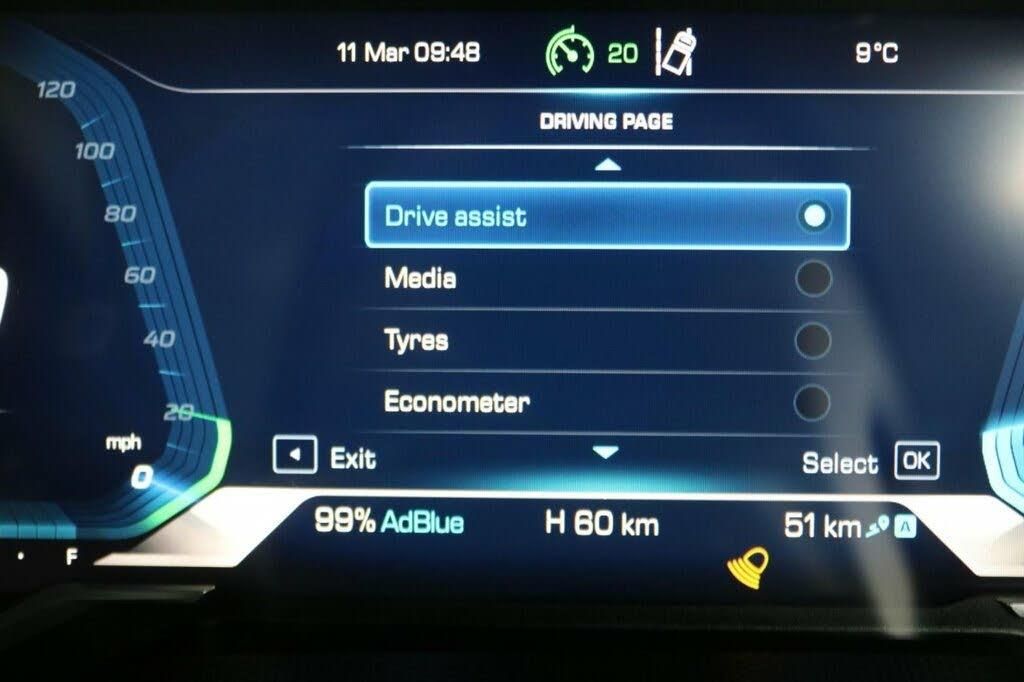 11 Mar 09:48
20
9°C
DRIVING PAGE
120
100
80
60
40
20
mph
0
F
Drive assist
Media
Tyres
Econometer
Exit
Select OK
99% AdBlue
H 60 km
51 km A